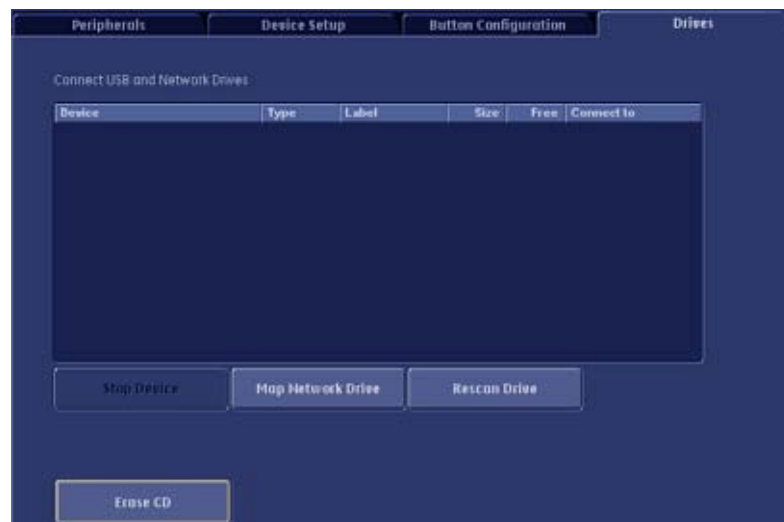 Peripherals Device Setup Button Configuration Drives
Connect USB and Network Drives
Device Type Label Size Free Connect to
Stop Device Map Network Drive Rescan Drive
Erase CD